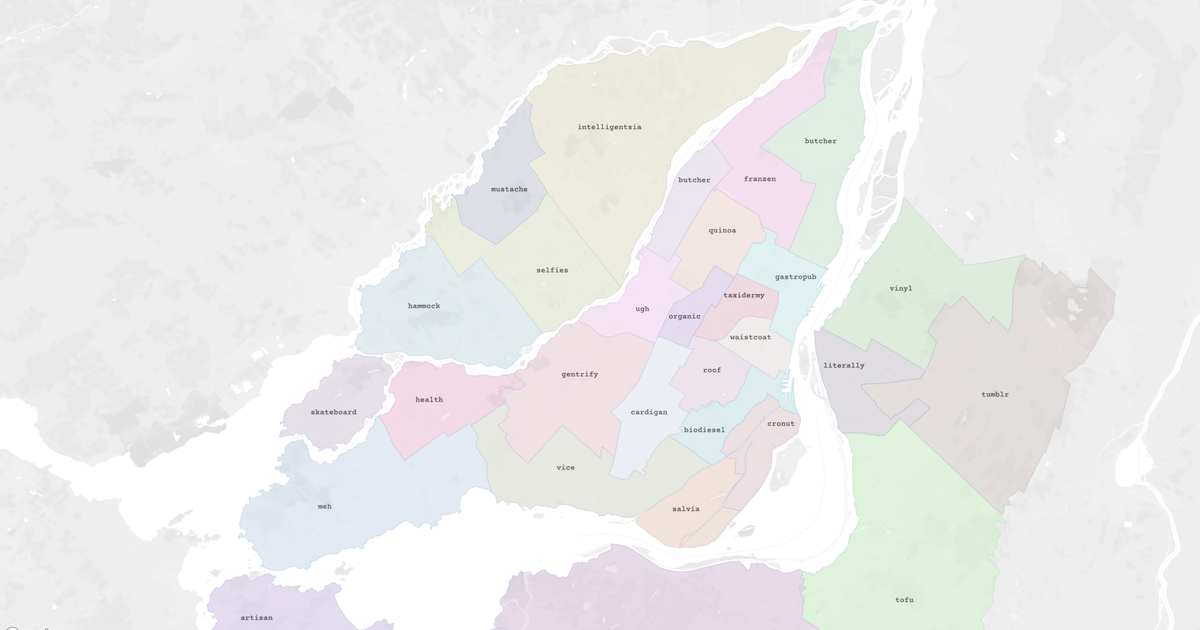 intelligentsia
butcher
butcher
franzen
mustache
quinoa
selfies
gastropub
vinyl
taxidermy
hammock
ugh
organic
waistcoat
literally
roof
gentrify
tumblr
health
skateboard
cardigan
cronut
biodiesel
vice
meh
salvia
tofu
artisan